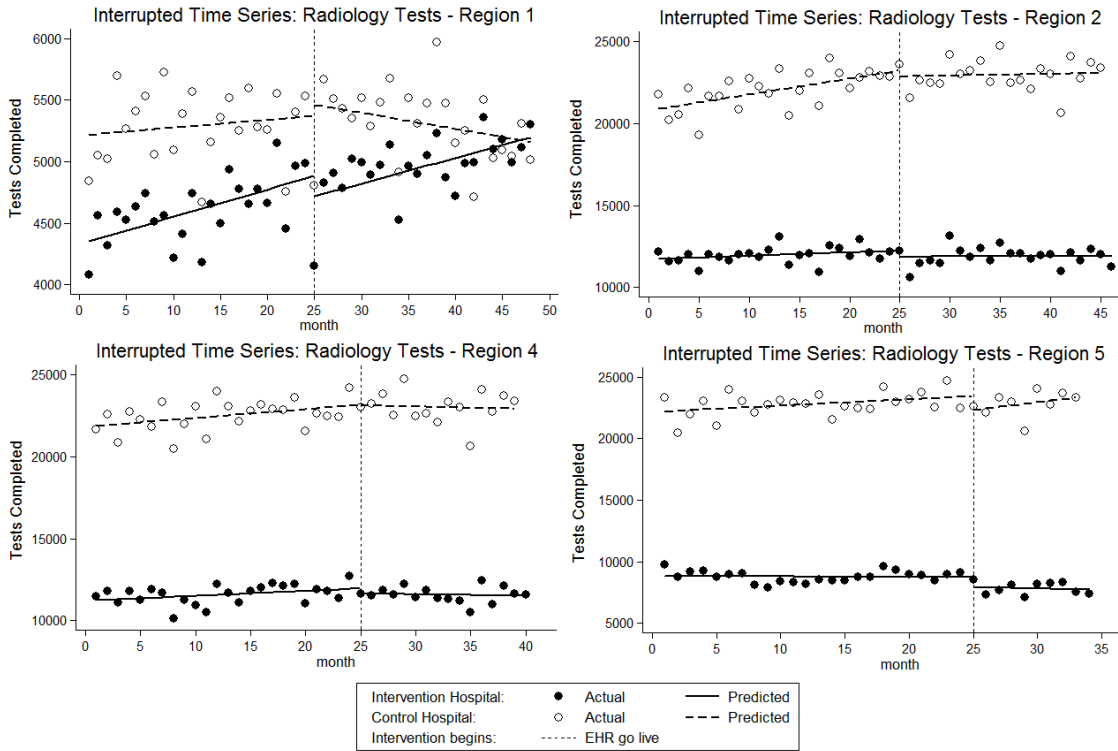 Interrupted Time Series: Radiology Tests - Region 1
Tests Completed
6000
5500
5000
4500
4000
0 5 10 15 20 25 30 35 40 45 50
month
Interrupted Time Series: Radiology Tests - Region 2
Tests Completed
25000
20000
15000
10000
0 5 10 15 20 25 30 35 40 45
month
Interrupted Time Series: Radiology Tests - Region 4
Tests Completed
25000
20000
15000
10000
0 5 10 15 20 25 30 35 40
month
Interrupted Time Series: Radiology Tests - Region 5
Tests Completed
25000
20000
15000
10000
5000
0 5 10 15 20 25 30 35
month
Intervention Hospital: Actual Predicted
Control Hospital: Actual Predicted
Intervention begins: EHR go live